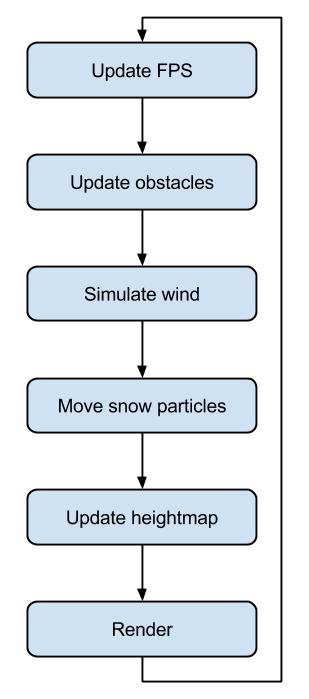 Update FPS
Update obstacles
Simulate wind
Move snow particles
Update heightmap
Render